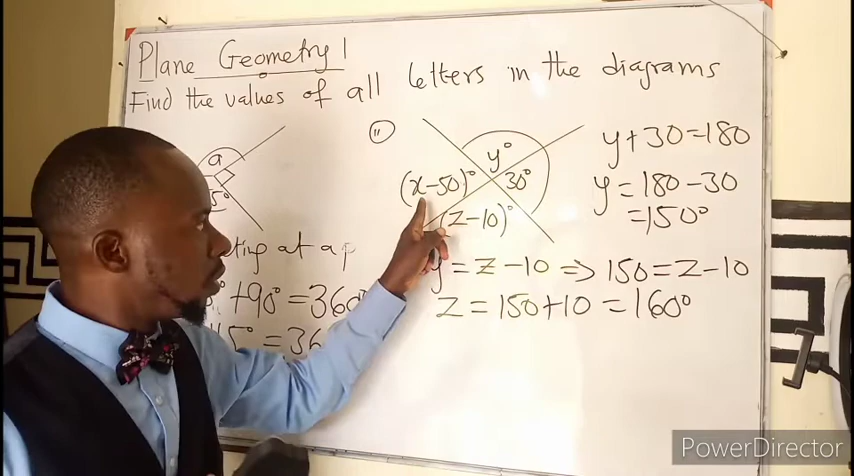 Plane Geometry 1
Find the values of all letters in the diagrams
a
5°
at a p
+90° = 360°
= 36
(ii)
y°
(x-50)°
30°
(z-10)°
y+30=180
y = 180-30
=150°
y = z-10 => 150 = z-10
z = 150+10 = 160°
PowerDirector